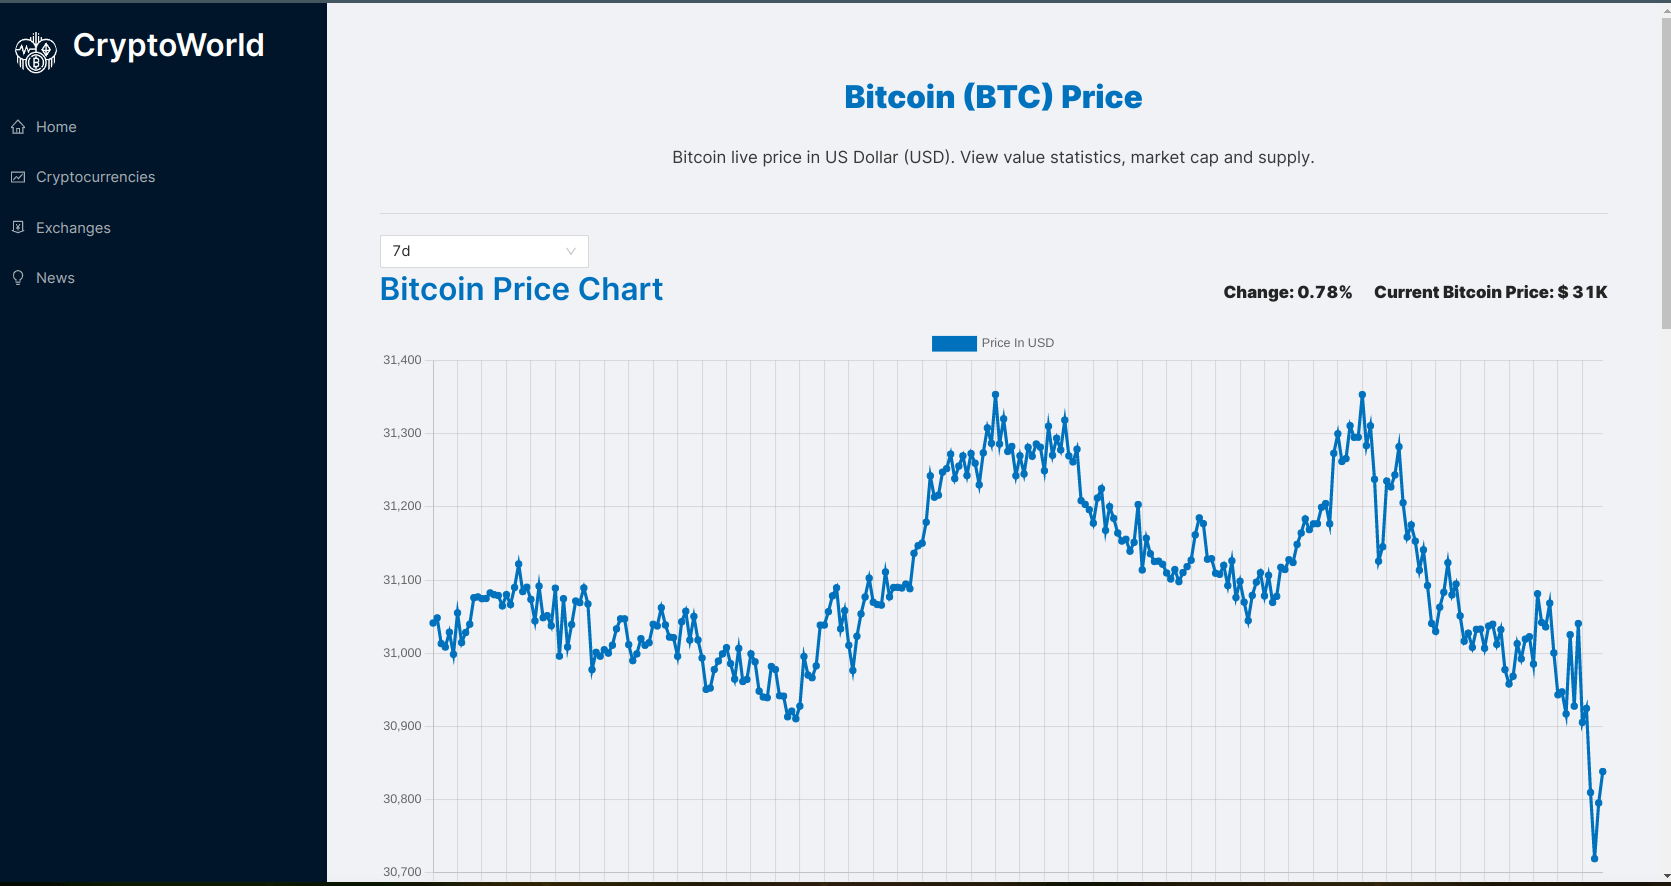 CryptoWorld
Home
Cryptocurrencies
Exchanges
News
Bitcoin (BTC) Price
Bitcoin live price in US Dollar (USD). View value statistics, market cap and supply.
7d
Bitcoin Price Chart
Change: 0.78% Current Bitcoin Price: $ 31K
Price In USD
31,400
31,300
31,200
31,100
31,000
30,900
30,800
30,700